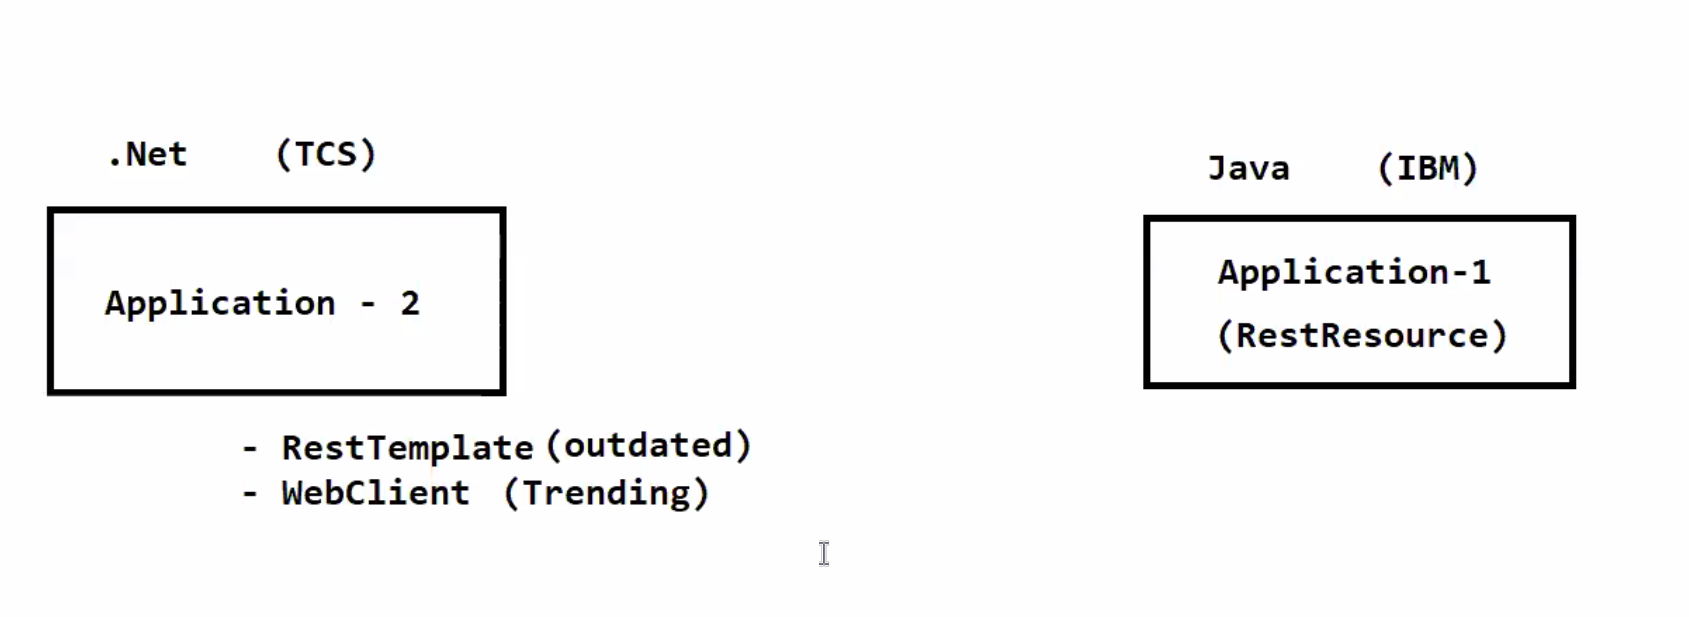 .Net    (TCS)
Application - 2
- RestTemplate (outdated)
- WebClient  (Trending)
Java    (IBM)
Application-1
(RestResource)